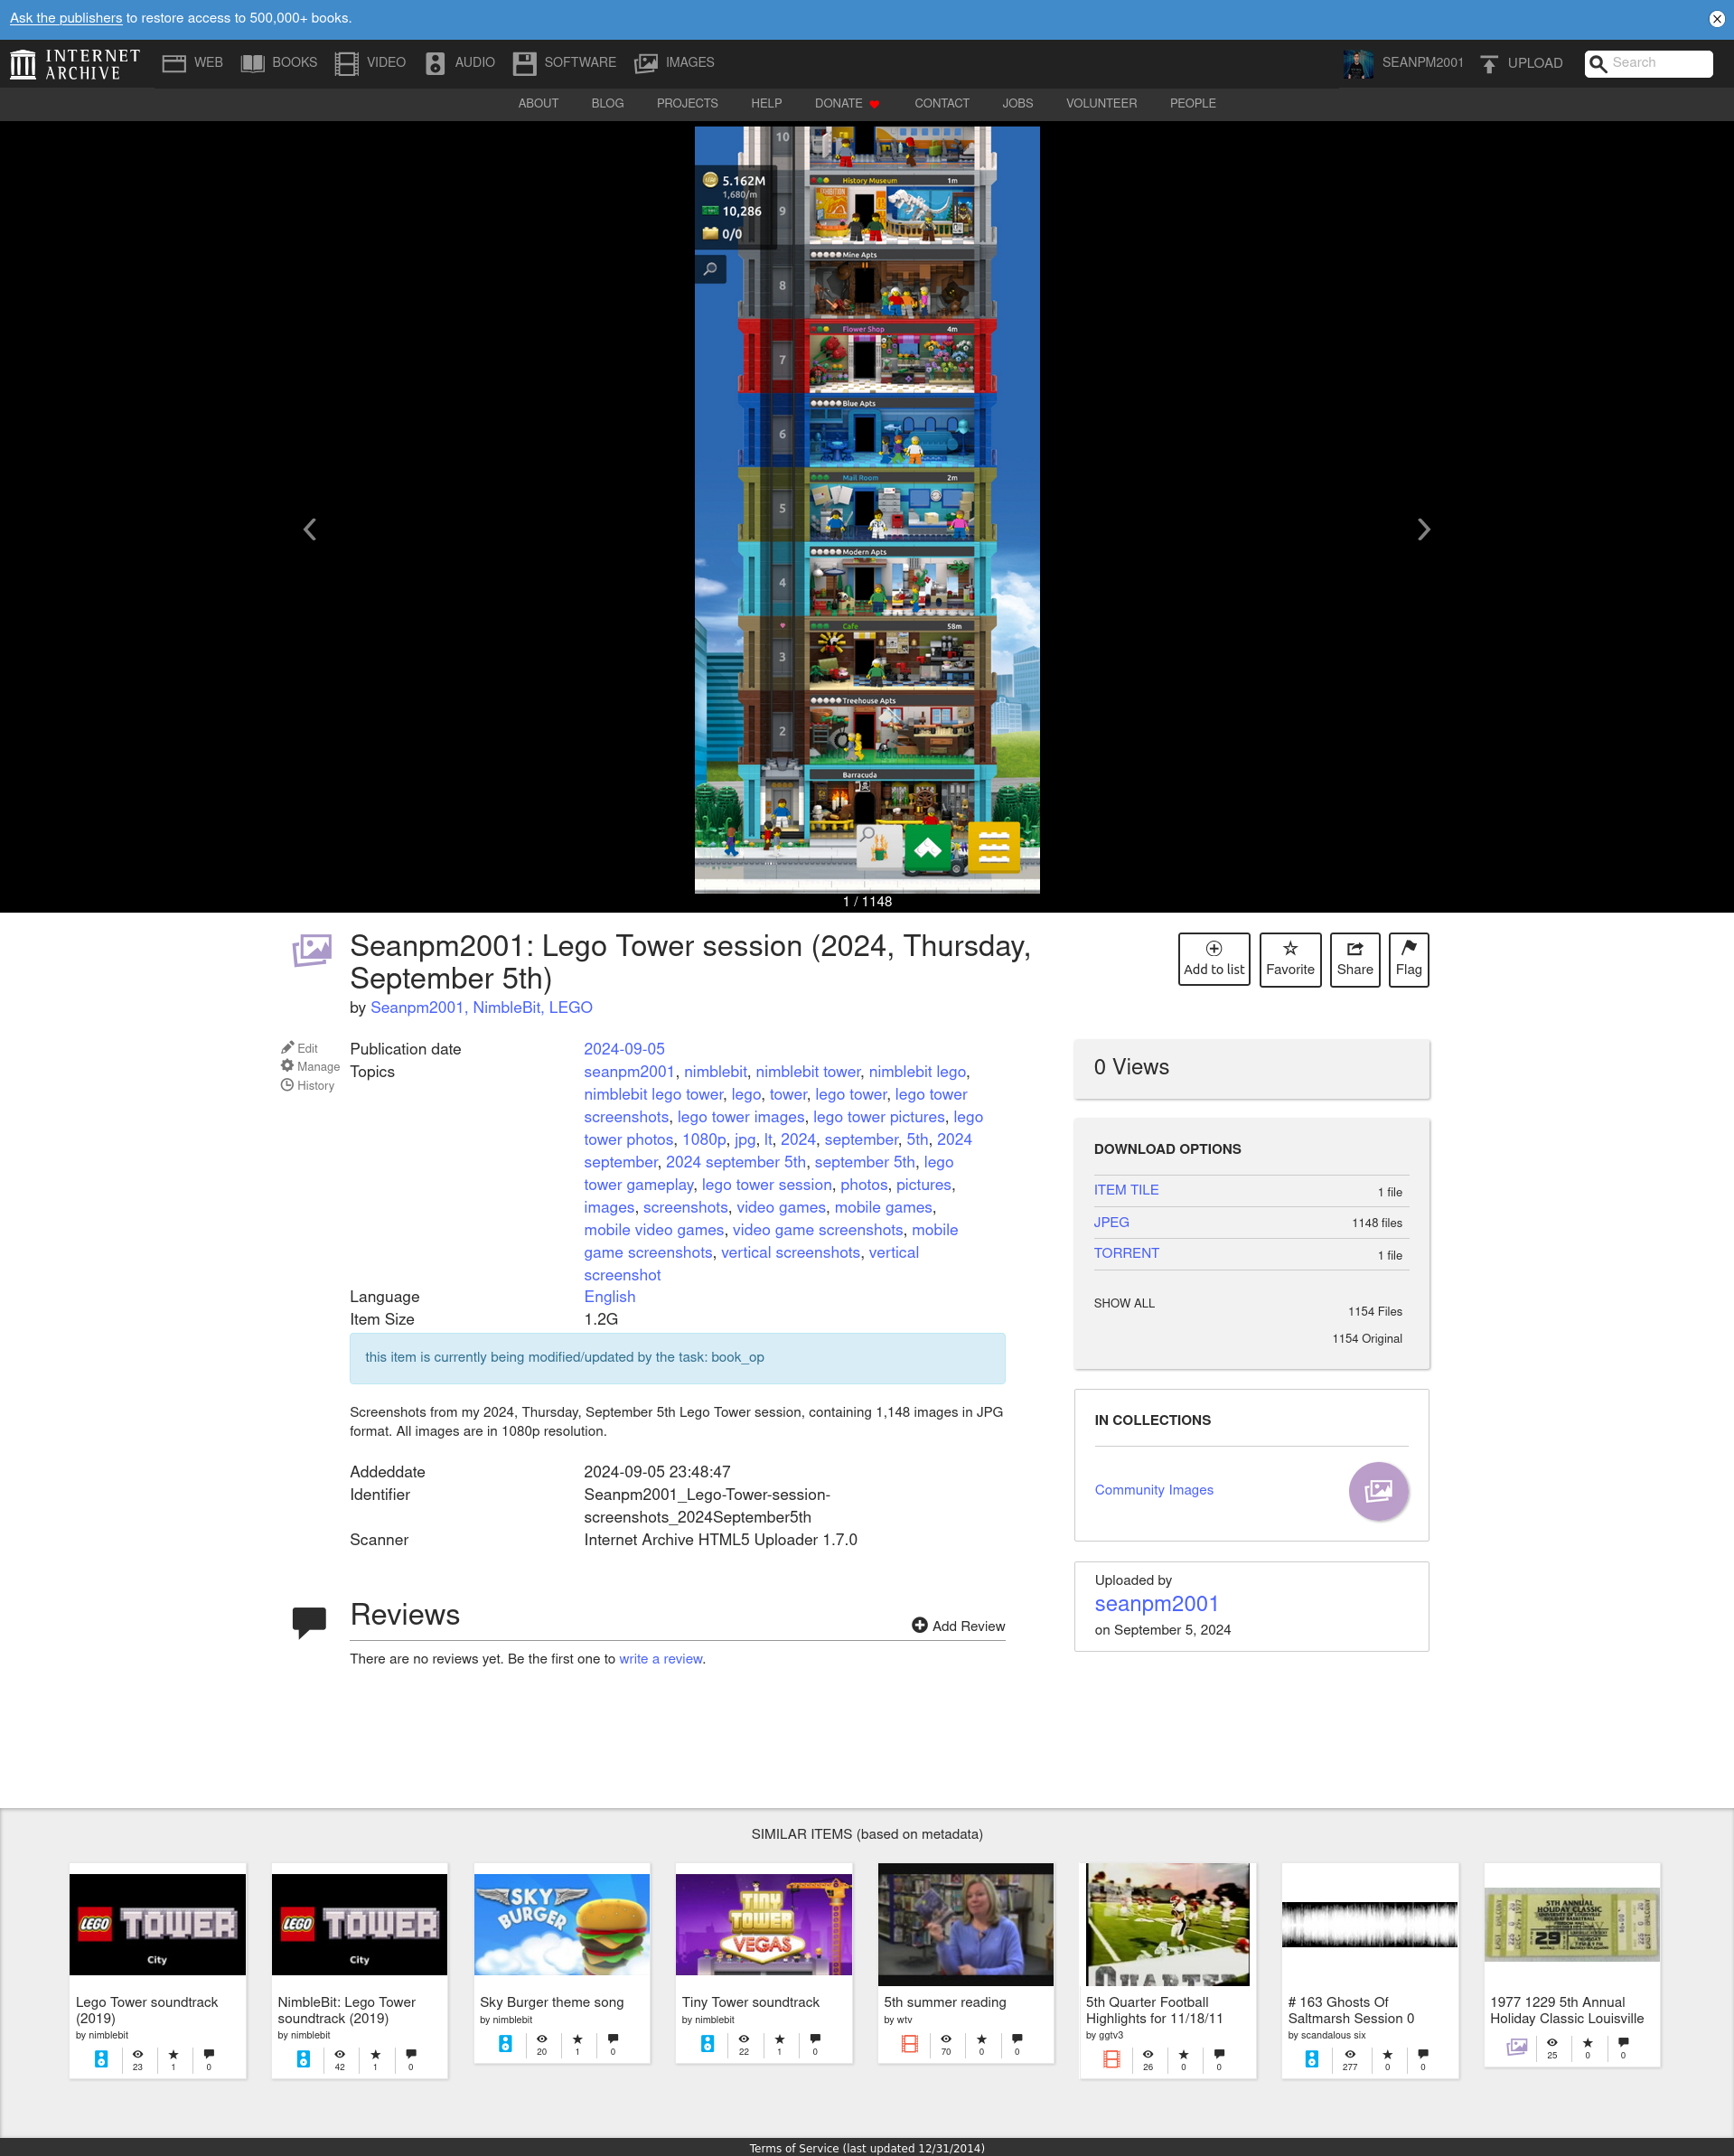 Ask the publishers to restore access to 500,000+ books.
INTERNET ARCHIVE
WEB BOOKS VIDEO AUDIO SOFTWARE IMAGES
SEANPM2001 UPLOAD Search
ABOUT BLOG PROJECTS HELP DONATE CONTACT JOBS VOLUNTEER PEOPLE
10
5.162M
1,680/m
10,286
0/0
History Museum 1m
9
Mine Apts
8
Flower Shop 4m
7
Blue Apts
6
Mail Room 2m
5
Modern Apts
4
Cafe 58m
3
Treehouse Apts
2
Barracuda
1 / 1148
Seanpm2001: Lego Tower session (2024, Thursday,
September 5th)
by Seanpm2001, NimbleBit, LEGO
Add to list Favorite Share Flag
Edit
Manage
History
Publication date 2024-09-05
Topics seanpm2001, nimblebit, nimblebit tower, nimblebit lego,
nimblebit lego tower, lego, tower, lego tower, lego tower
screenshots, lego tower images, lego tower pictures, lego
tower photos, 1080p, jpg, lt, 2024, september, 5th, 2024
september, 2024 september 5th, september 5th, lego
tower gameplay, lego tower session, photos, pictures,
images, screenshots, video games, mobile games,
mobile video games, video game screenshots, mobile
game screenshots, vertical screenshots, vertical
screenshot
Language English
Item Size 1.2G
this item is currently being modified/updated by the task: book_op
Screenshots from my 2024, Thursday, September 5th Lego Tower session, containing 1,148 images in JPG
format. All images are in 1080p resolution.
Addeddate 2024-09-05 23:48:47
Identifier Seanpm2001_Lego-Tower-session-
screenshots_2024September5th
Scanner Internet Archive HTML5 Uploader 1.7.0
Reviews
Add Review
There are no reviews yet. Be the first one to write a review.
0 Views
DOWNLOAD OPTIONS
ITEM TILE 1 file
JPEG 1148 files
TORRENT 1 file
SHOW ALL 1154 Files
1154 Original
IN COLLECTIONS
Community Images
Uploaded by
seanpm2001
on September 5, 2024
SIMILAR ITEMS (based on metadata)
LEGO TOWER
City
Lego Tower soundtrack
(2019)
by nimblebit
23 1 0
LEGO TOWER
City
NimbleBit: Lego Tower
soundtrack (2019)
by nimblebit
42 1 0
SKY
BURGER
Sky Burger theme song
by nimblebit
20 1 0
TINY
TOWER
VEGAS
Tiny Tower soundtrack
by nimblebit
22 1 0
5th summer reading
by wtv
70 0 0
QUARTER
5th Quarter Football
Highlights for 11/18/11
by ggtv3
26 0 0
# 163 Ghosts Of
Saltmarsh Session 0
by scandalous six
277 0 0
5TH ANNUAL
HOLIDAY CLASSIC
29
1977 1229 5th Annual
Holiday Classic Louisville
25 0 0
Terms of Service (last updated 12/31/2014)